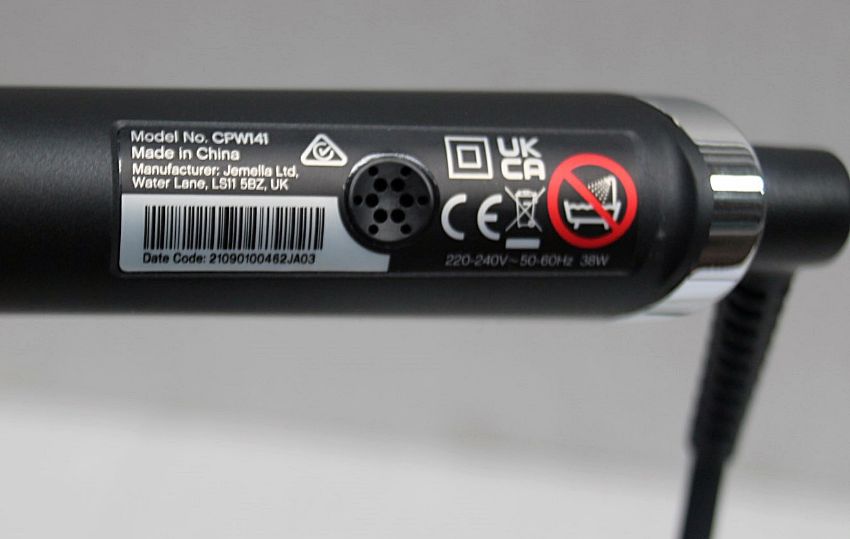 Model No. CPW141
Made in China
Manufacturer: Jemella Ltd,
Water Lane, LS11 5BZ, UK
Date Code: 21090100462JA03
UK
CA
CE
220-240V~50-60Hz 38W